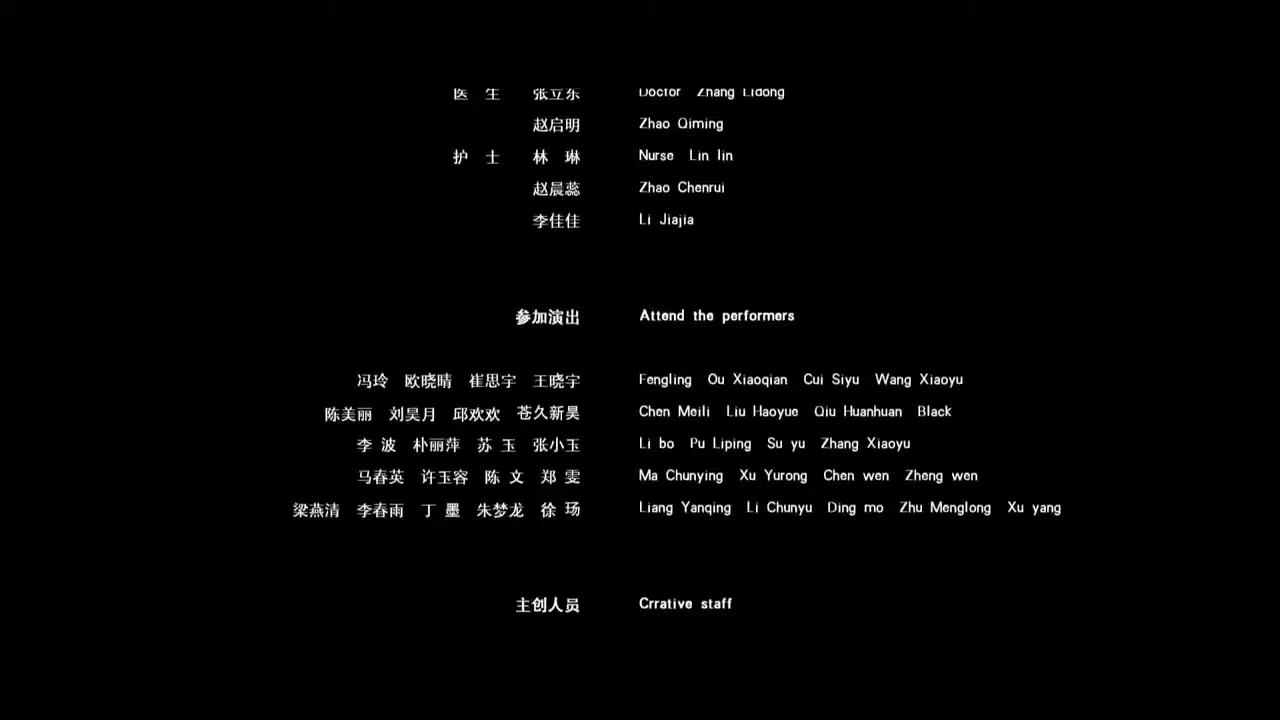 医 生 张立东 Doctor Zhang Lidong
赵启明 Zhao Qiming
护 士 林 琳 Nurse Lin lin
赵晨蕊 Zhao Chenrui
李佳佳 Li Jiajia
参加演出 Attend the performers
冯玲 欧晓晴 崔思宇 王晓宇 Fengling Ou Xiaoqian Cui Siyu Wang Xiaoyu
陈美丽 刘昊月 邱欢欢 苍久新昊 Chen Meili Liu Haoyue Qiu Huanhuan Black
李 波 朴丽萍 苏 玉 张小玉 Li bo Pu Liping Su yu Zhang Xiaoyu
马春英 许玉容 陈 文 郑 雯 Ma Chunying Xu Yurong Chen wen Zheng wen
梁燕清 李春雨 丁 墨 朱梦龙 徐 玚 Liang Yanqing Li Chunyu Ding mo Zhu Menglong Xu yang
主创人员 Crrative staff